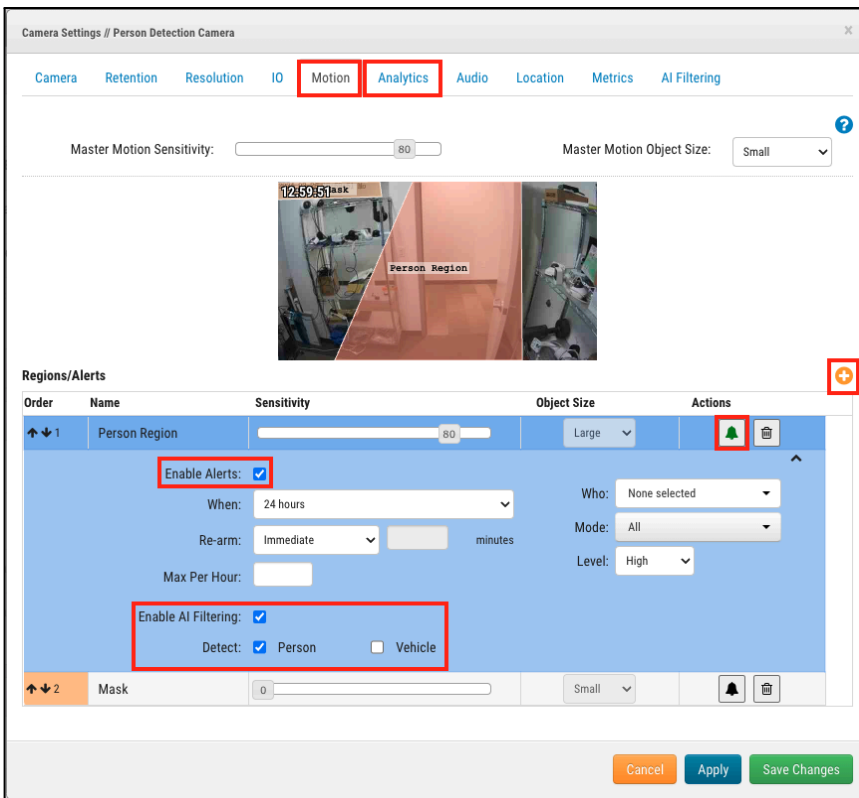 Camera Settings // Person Detection Camera x
Camera Retention Resolution IO Motion Analytics Audio Location Metrics AI Filtering
?
Master Motion Sensitivity: 80 Master Motion Object Size: Small
12:59:51 Mask
Person Region
Regions/Alerts
Order Name Sensitivity Object Size Actions
1 Person Region 80 Large
Enable Alerts:
When: 24 hours Who: None selected
Re-arm: Immediate minutes Mode: All
Max Per Hour: Level: High
Enable AI Filtering:
Detect: Person Vehicle
2 Mask 0 Small
Cancel Apply Save Changes